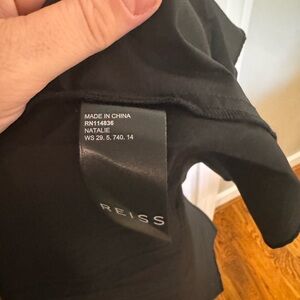 MADE IN CHINA
RN114836
NATALIE
WS 29. 5, 740. 14
REISS